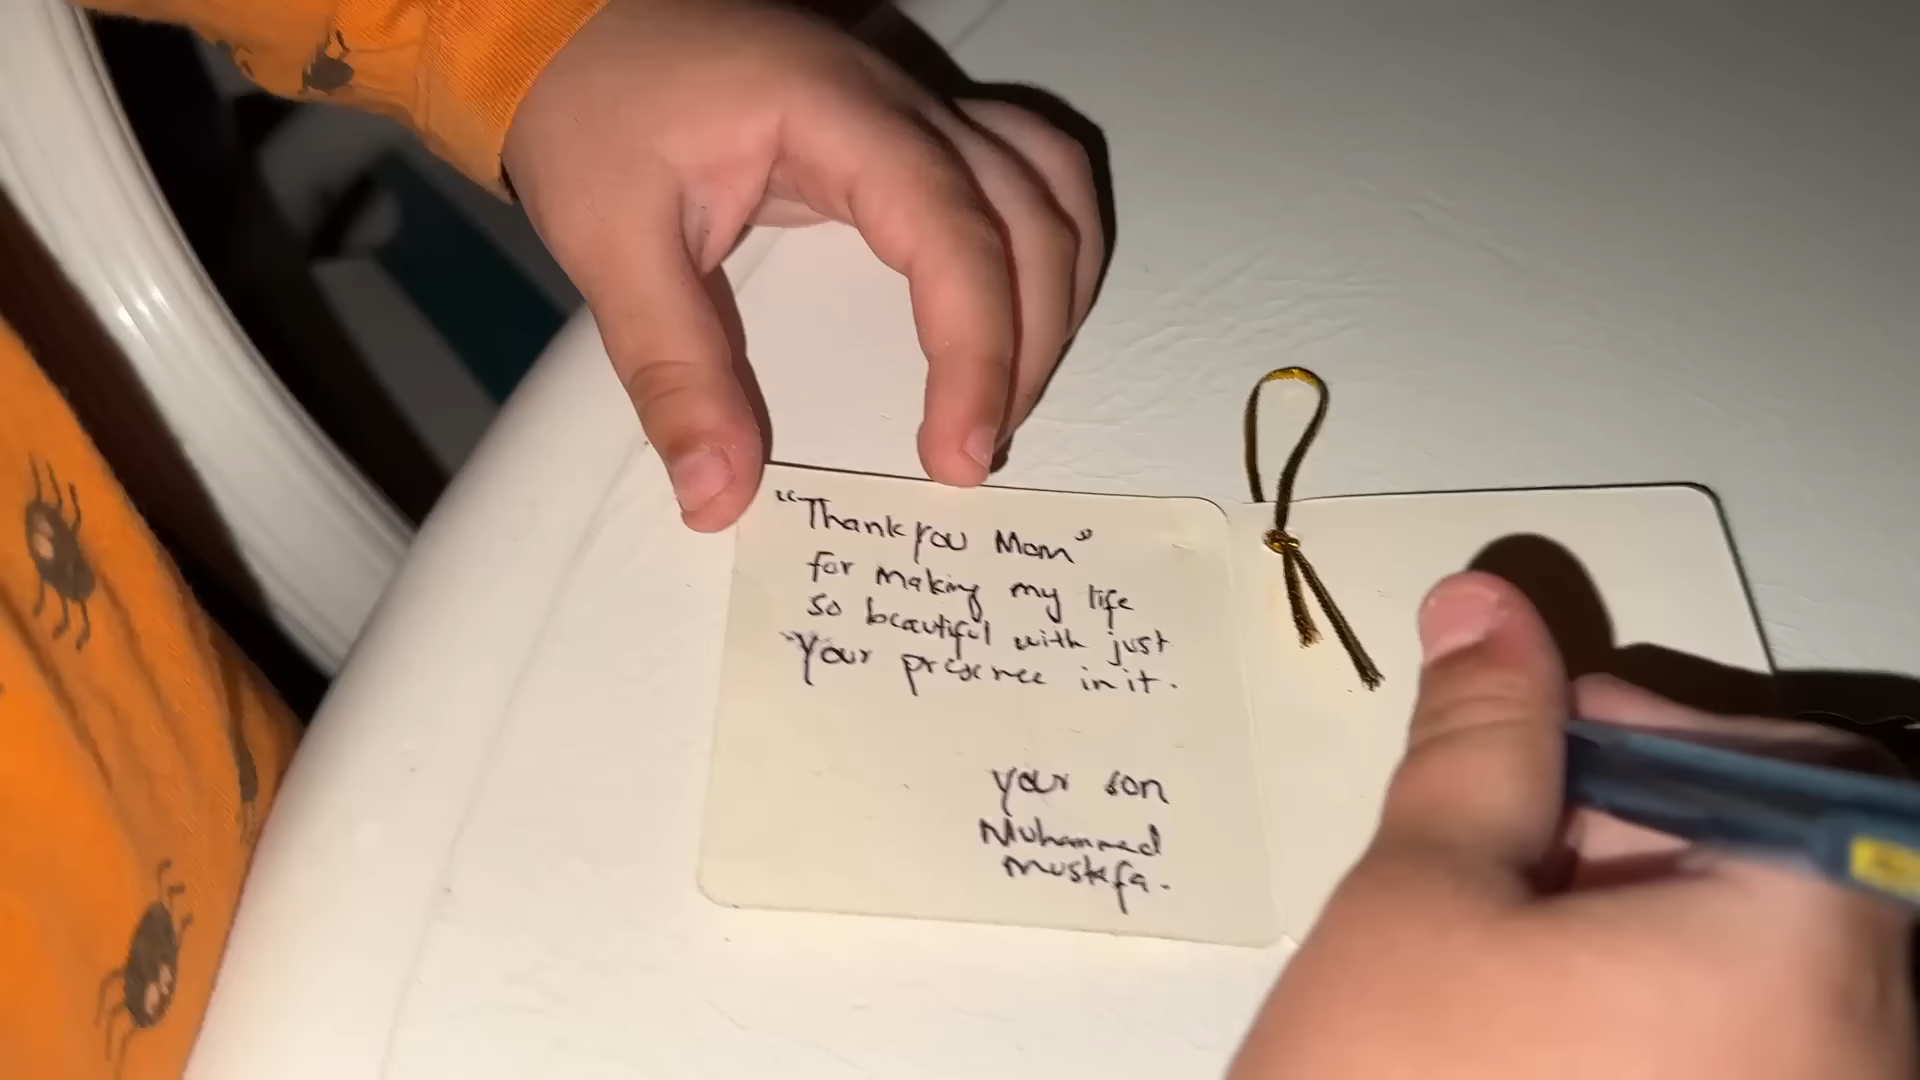 "Thank you Mom"
for making my life
so beautiful with just
your presence in it.
your son
Muhammed
Mustafa.